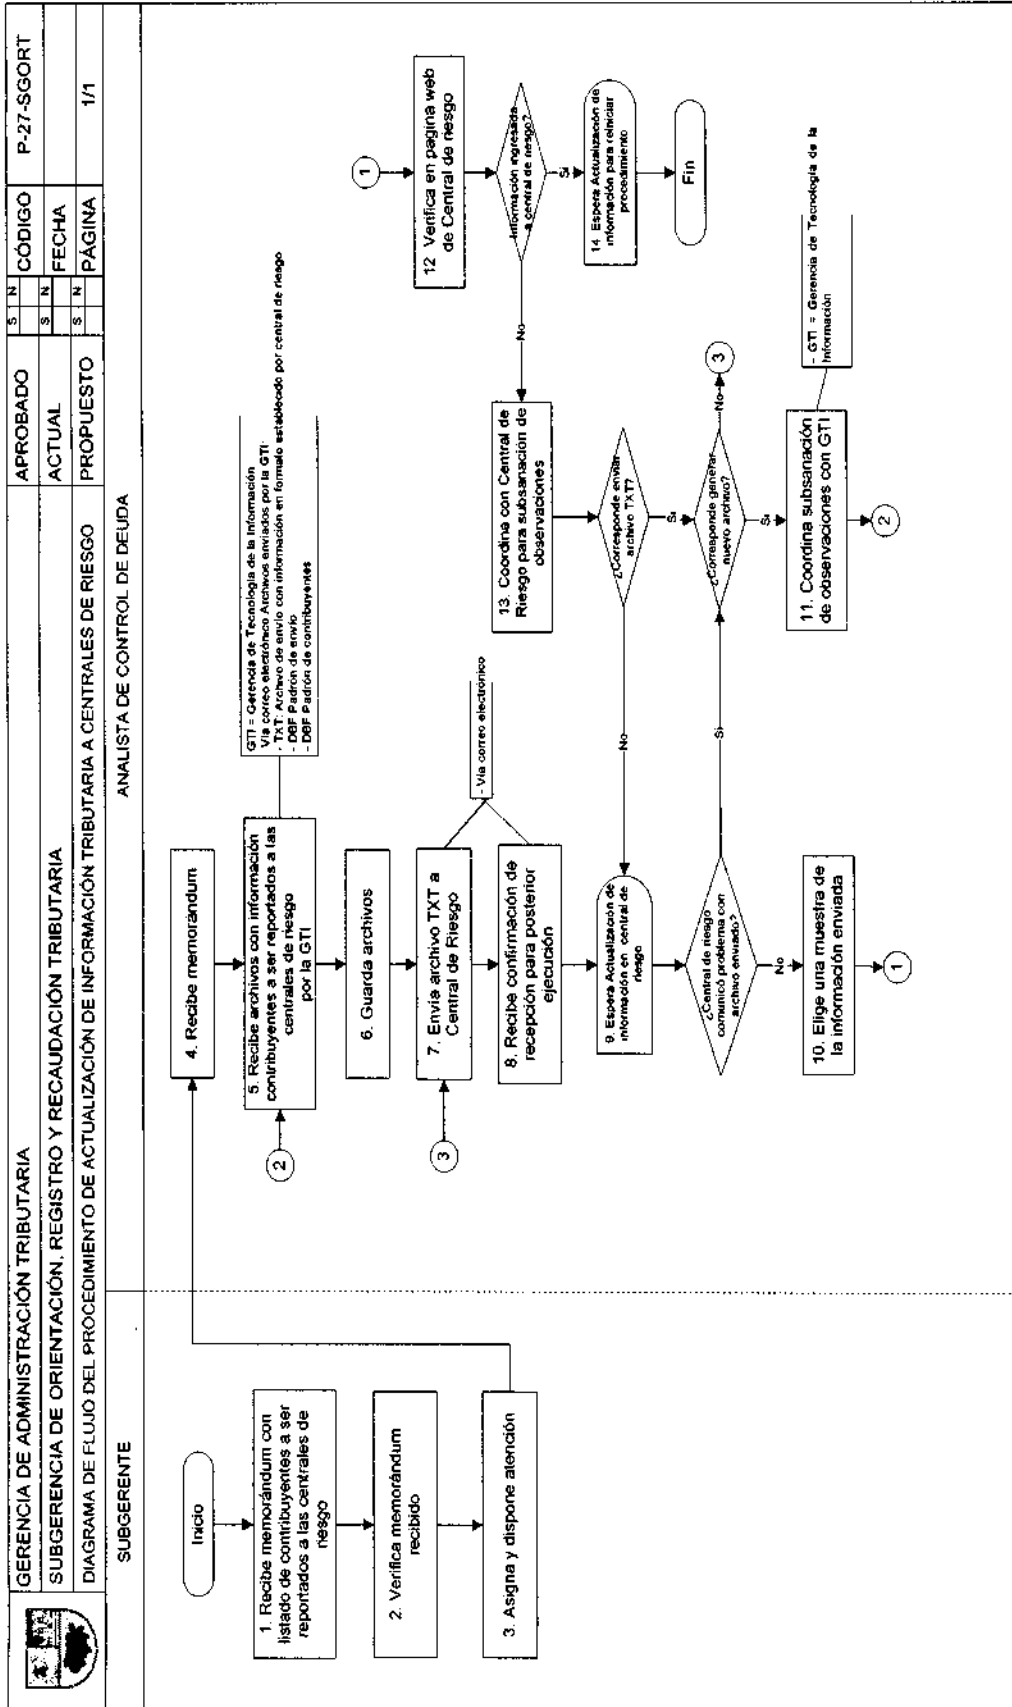 GERENCIA DE ADMINISTRACIÓN TRIBUTARIA
APROBADO
S N
CÓDIGO
P-27-SGORT
SUBGERENCIA DE ORIENTACIÓN, REGISTRO Y RECAUDACIÓN TRIBUTARIA
ACTUAL
S N
FECHA
DIAGRAMA DE FLUJO DEL PROCEDIMIENTO DE ACTUALIZACIÓN DE INFORMACIÓN TRIBUTARIA A CENTRALES DE RIESGO
PROPUESTO
S N
PÁGINA
1/1
SUBGERENTE
ANALISTA DE CONTROL DE DEUDA
Inicio
1. Recibe memorándum con
listado de contribuyentes a ser
reportados a las centrales de
riesgo
2. Verifica memorándum
recibido
3. Asigna y dispone atención
4. Recibe memorándum
5. Recibe archivos con información
contribuyentes a ser reportados a las
centrales de riesgo
por la GTI
2
GTI = Gerencia de Tecnología de la Información
Vía correo electrónico Archivos enviados por la GTI
- TXT: Archivo de envío con información en formato establecido por central de riesgo
- DBF Padrón de envío
- DBF Padrón de contribuyentes
6. Guarda archivos
7. Envía archivo TXT a
Central de Riesgo
3
- Vía correo electrónico
8. Recibe confirmación de
recepción para posterior
ejecución
9. Espera Actualización de
información en central de
riesgo
¿Central de riesgo
comunicó problema con
archivo enviado?
Si
No
10. Elige una muestra de
la información enviada
1
1
12 Verifica en pagina web
de Central de riesgo
Información ingresada
a central de riesgo?
No
Si
14 Espera Actualización de
información para reiniciar
procedimiento
Fin
13. Coordina con Central de
Riesgo para subsanación de
observaciones
¿Corresponde enviar
archivo TXT?
No
Si
¿Corresponde generar
nuevo archivo?
No
3
Si
11. Coordina subsanación
de observaciones con GTI
2
- GTI = Gerencia de Tecnología de la
Información